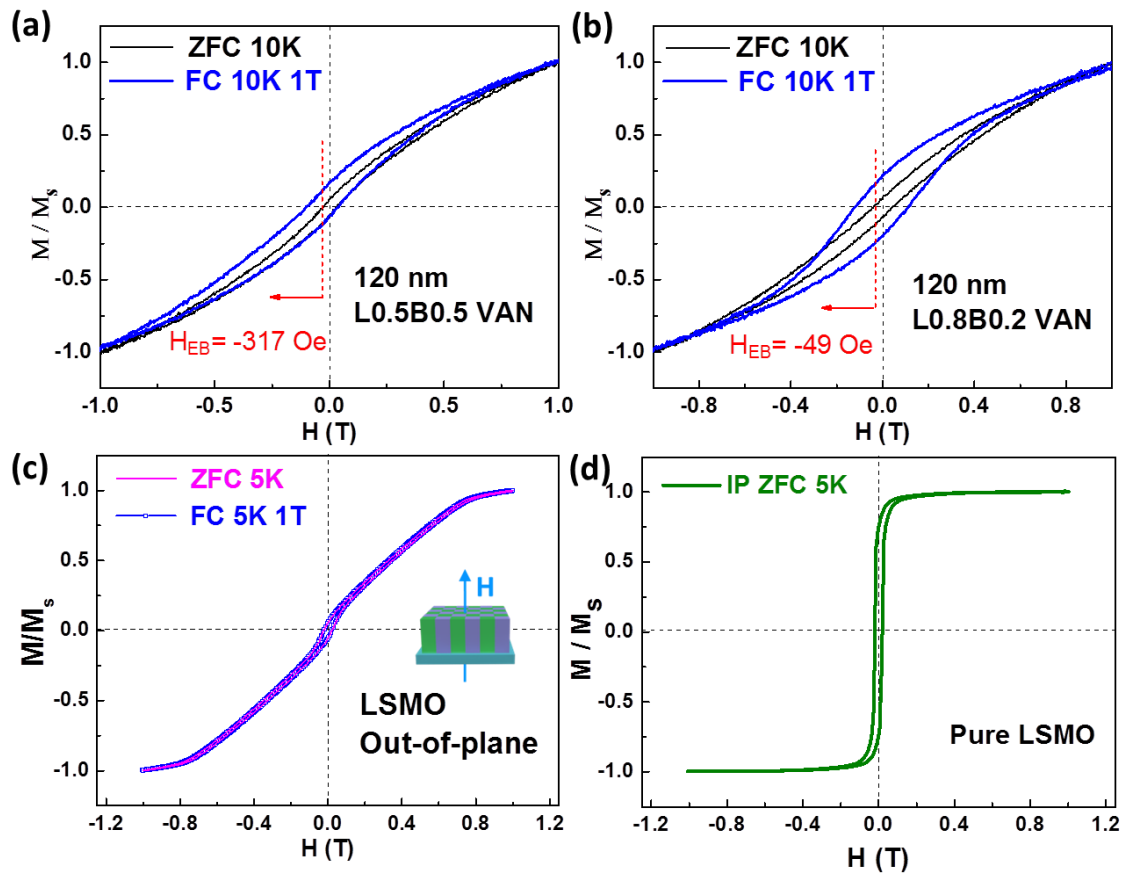 (a)
ZFC 10K
FC 10K 1T
1.0
0.5
0.0
-0.5
-1.0
M / Ms
120 nm
L0.5B0.5 VAN
HEB= -317 Oe
-1.0
-0.5
0.0
0.5
1.0
H (T)
(b)
ZFC 10K
FC 10K 1T
1.0
0.5
0.0
-0.5
-1.0
M / Ms
120 nm
L0.8B0.2 VAN
HEB= -49 Oe
-0.8
-0.4
0.0
0.4
0.8
H (T)
(c)
ZFC 5K
FC 5K 1T
1.0
0.5
0.0
-0.5
-1.0
M/Ms
H
LSMO
Out-of-plane
-1.2
-0.8
-0.4
0.0
0.4
0.8
1.2
H (T)
(d)
IP ZFC 5K
1.0
0.5
0.0
-0.5
-1.0
M / Ms
Pure LSMO
-1.2
-0.8
-0.4
0.0
0.4
0.8
1.2
H (T)